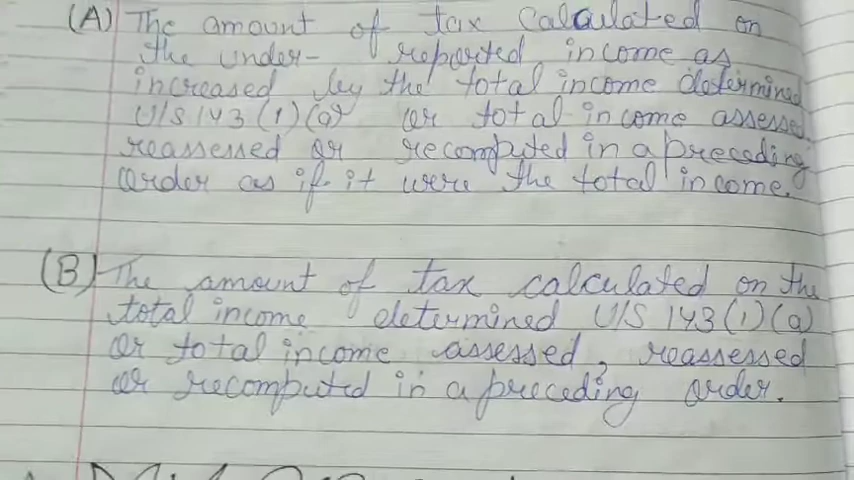 (A) The amount of tax calculated on
the under- reported income as
increased by the total income determined
U/S 143(1)(a) or total income assessed
reassessed or recomputed in a preceding
order as if it were the total income.
(B) The amount of tax calculated on the
total income determined U/S 143(1)(a)
or total income assessed, reassessed
or recomputed in a preceding order.